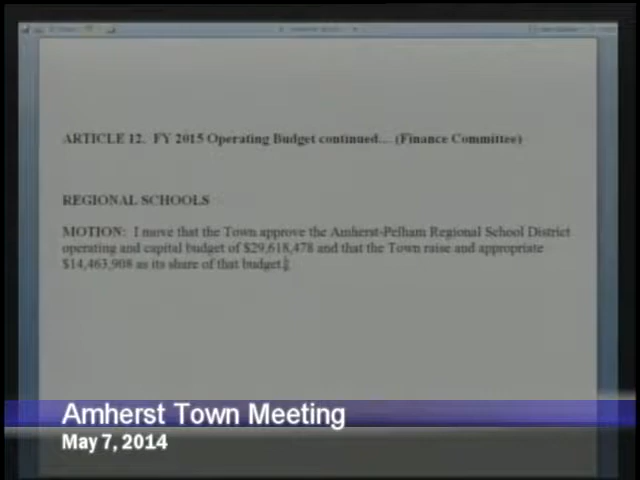 ARTICLE 12. FY 2015 Operating Budget continued... (Finance Committee)
REGIONAL SCHOOLS
MOTION: I move that the Town approve the Amherst-Pelham Regional School District
operating and capital budget of $29,618,478 and that the Town raise and appropriate
$14,463,908 as its share of that budget.
Amherst Town Meeting
May 7, 2014